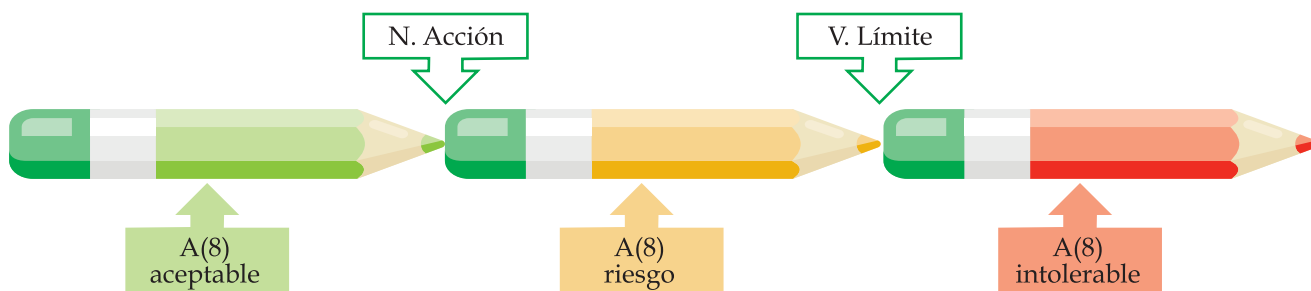 N. Acción
V. Límite
A(8)
aceptable
A(8)
riesgo
A(8)
intolerable